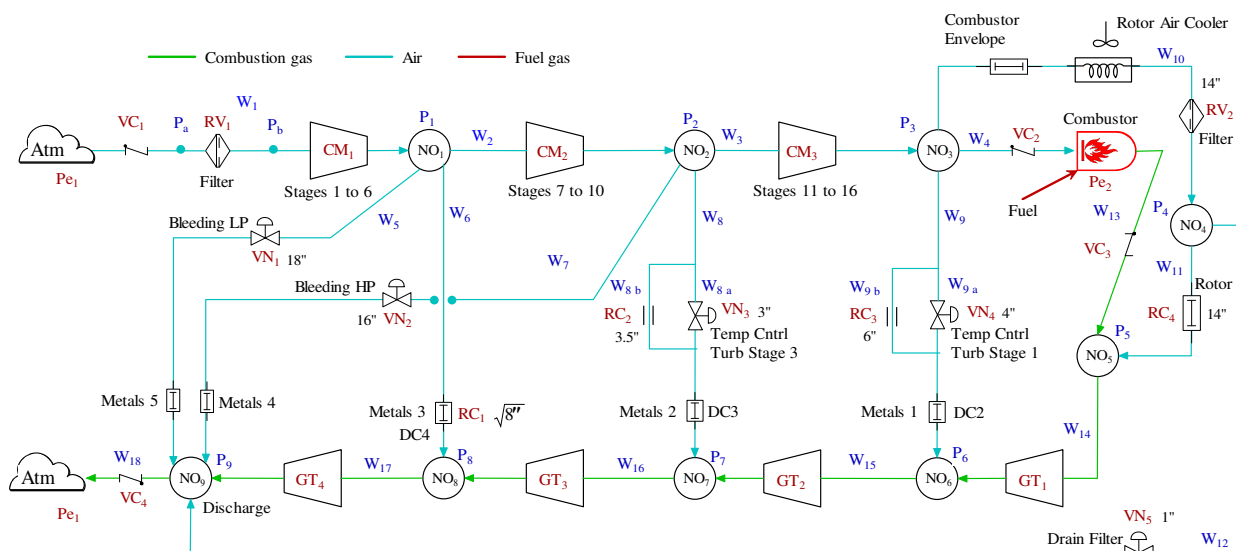 Combustion gas
Air
Fuel gas
Combustor
Envelope
Rotor Air Cooler
W10
14"
RV2
Filter
Atm
Pe1
VC1
Pa
RV1
W1
Pb
Filter
CM1
Stages 1 to 6
P1
NO1
W2
CM2
Stages 7 to 10
P2
NO2
W3
CM3
Stages 11 to 16
P3
NO3
W4
VC2
Combustor
Pe2
Fuel
W13
VC3
P4
NO4
W11
Rotor
RC4
14"
P5
NO5
Bleeding LP
VN1 18"
W5
W6
W7
W8
W9
Bleeding HP
16" VN2
W8 b
W8 a
RC2
3.5"
VN3 3"
Temp Cntrl
Turb Stage 3
W9 b
W9 a
RC3
6"
VN4 4"
Temp Cntrl
Turb Stage 1
Metals 5
Metals 4
Metals 3
DC4
RC1
√8"
Metals 2
DC3
Metals 1
DC2
W14
Atm
Pe1
W18
VC4
P9
NO9
Discharge
GT4
W17
P8
NO8
GT3
W16
P7
NO7
GT2
W15
P6
NO6
GT1
VN5 1"
Drain Filter
W12